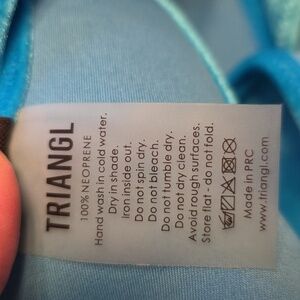 TRIANGL
100% NEOPRENE
Hand wash in cold water.
Dry in shade.
Iron inside out.
Do not spin dry.
Do not bleach.
Do not tumble dry.
Do not dry clean.
Avoid rough surfaces.
Store flat - do not fold.
Made in PRC
www.triangl.com